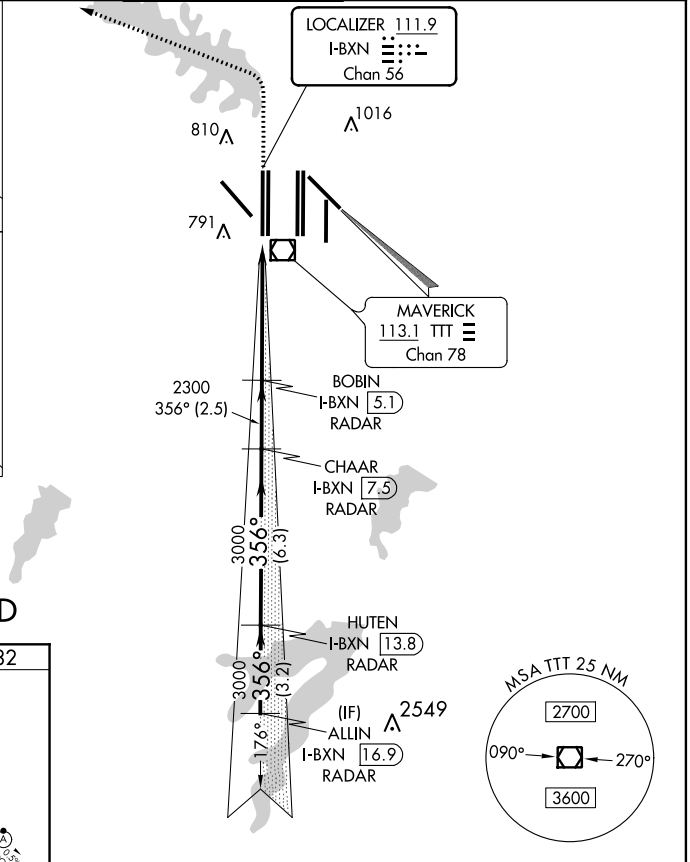 LOCALIZER 111.9
I-BXN
Chan 56
1016
810
791
MAVERICK
113.1 TTT
Chan 78
2300
356° (2.5)
BOBIN
I-BXN 5.1
RADAR
CHAAR
I-BXN 7.5
RADAR
3000
356°
(6.3)
HUTEN
I-BXN 13.8
RADAR
3000
356°
(3.2)
(IF)
ALLIN
I-BXN 16.9
RADAR
2549
176°
MSA TTT 25 NM
2700
090°
270°
3600
D
32
A